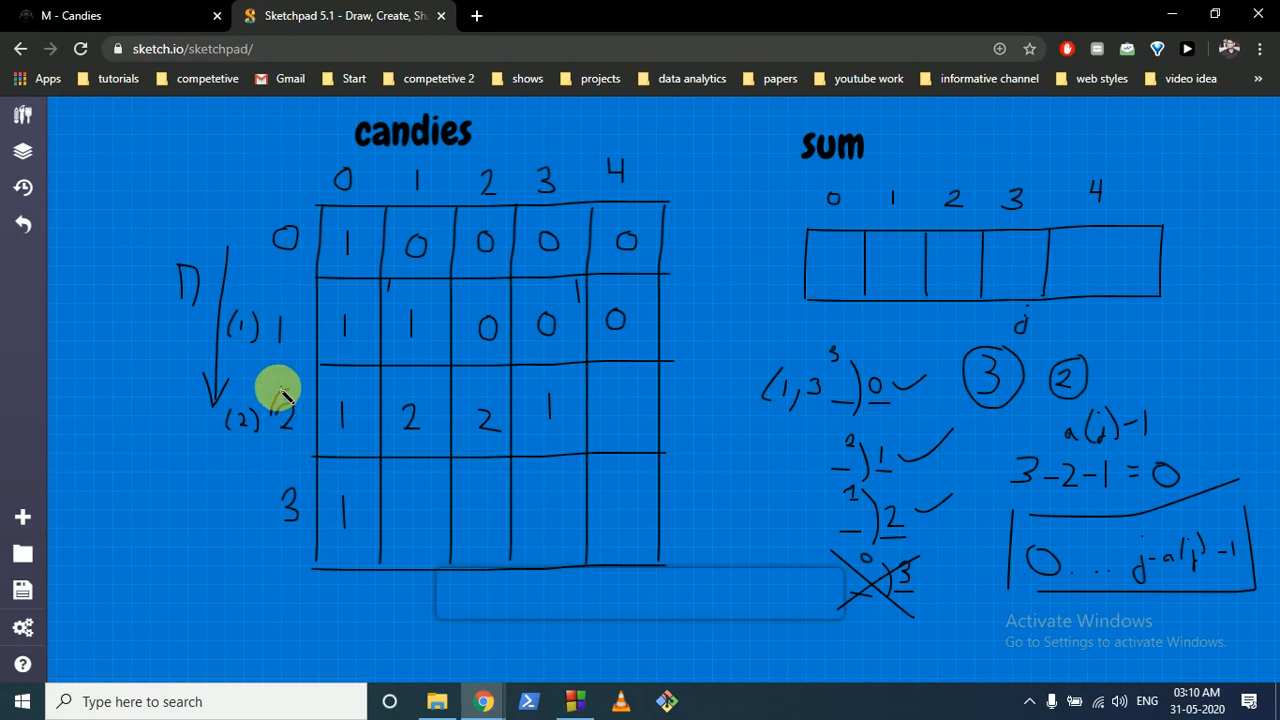 M - Candies
Sketchpad 5.1 - Draw, Create, Sh
sketch.io/sketchpad/
Apps tutorials competetive Gmail Start competetive 2 shows projects data analytics papers youtube work informative channel web styles video idea »
candies
sum
0 1 2 3 4
0 1 2 3 4
0 1 0 0 0 0
n
(1) 1 1 1 0 0 0
j
(1, 3 3 ) 0
3 2
(2) 2 1 2 2 1
a(j)-1
2 ) 1
3-2-1=0
3 1
1 ) 2
0 ) 3
0... j-a(j)-1
Activate Windows
Go to Settings to activate Windows.
Type here to search
ENG
03:10 AM
31-05-2020